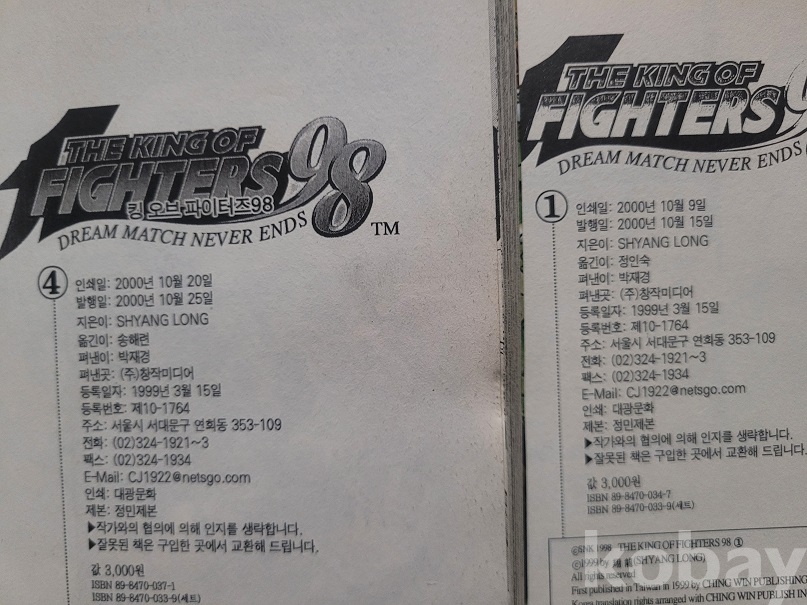 THE KING OF
FIGHTERS 98
킹 오브 파이터즈98
DREAM MATCH NEVER ENDS
TM
④
인쇄일: 2000년 10월 20일
발행일: 2000년 10월 25일
지은이: SHYANG LONG
옮긴이: 송해련
펴낸이: 박재경
펴낸곳: (주)창작미디어
등록일자: 1999년 3월 15일
등록번호: 제10-1764
주소: 서울시 서대문구 연희동 353-109
전화: (02)324-1921~3
팩스: (02)324-1934
E-Mail: CJ1922@netsgo.com
인쇄: 대광문화
제본: 정민제본
▶작가와의 협의에 의해 인지를 생략합니다.
▶잘못된 책은 구입한 곳에서 교환해 드립니다.
값 3,000원
ISBN 89-8470-037-1
ISBN 89-8470-033-9(세트)
THE KING OF
FIGHTERS 9
DREAM MATCH NEVER ENDS
①
인쇄일: 2000년 10월 9일
발행일: 2000년 10월 15일
지은이: SHYANG LONG
옮긴이: 정인숙
펴낸이: 박재경
펴낸곳: (주)창작미디어
등록일자: 1999년 3월 15일
등록번호: 제10-1764
주소: 서울시 서대문구 연희동 353-109
전화: (02)324-1921~3
팩스: (02)324-1934
E-Mail: CJ1922@netsgo.com
인쇄: 대광문화
제본: 정민제본
▶작가와의 협의에 의해 인지를 생략합니다.
▶잘못된 책은 구입한 곳에서 교환해 드립니다.
값 3,000원
ISBN 89-8470-034-7
ISBN 89-8470-033-9(세트)
©SNK 1998 THE KING OF FIGHTERS 98 ①
©1999 by (SHYANG LONG)
All rights reserved
First published in Taiwan in 1999 by CHING WIN PUBLISHING
Korea translation rights arranged with CHING WIN PUBLISH IN
kobay